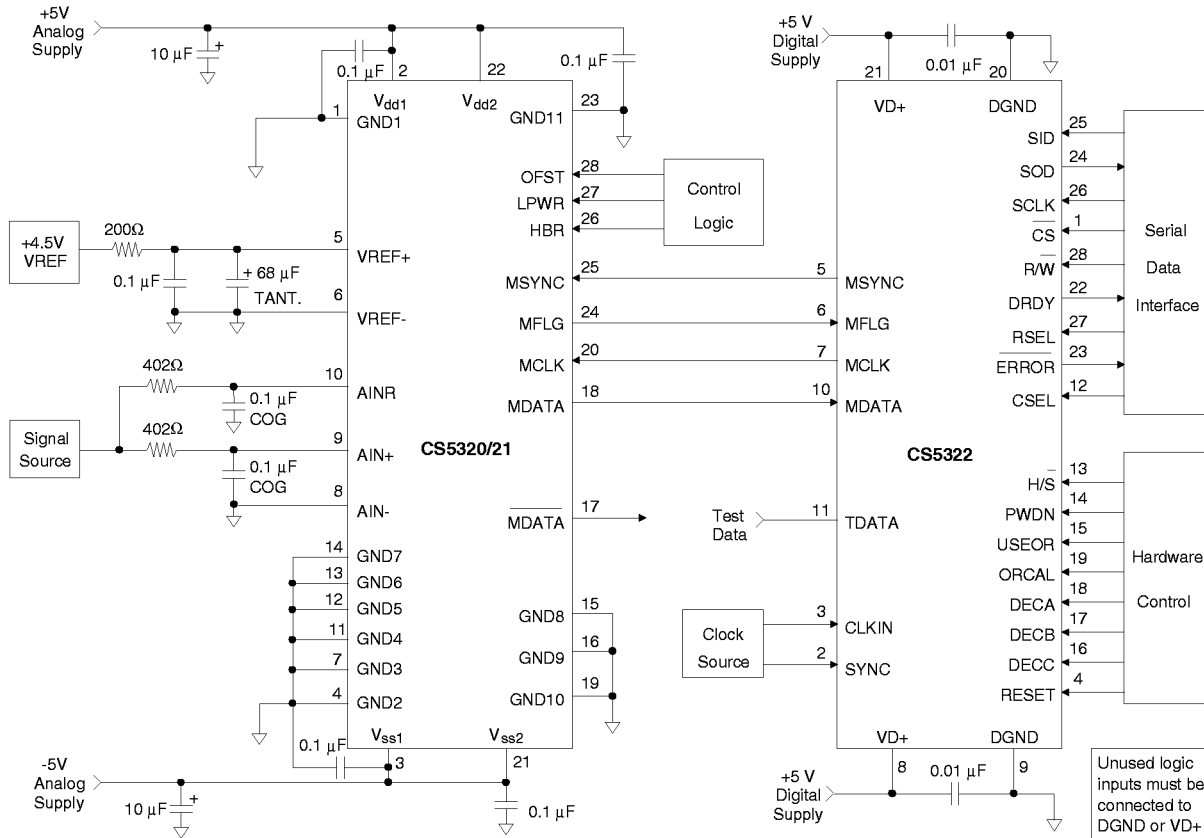 +5V
Analog
Supply
10 μF
+
0.1 μF
2
22
0.1 μF
1
Vdd1
Vdd2
GND1
23
GND11
28
OFST
27
LPWR
26
HBR
Control
Logic
+4.5V
VREF
200Ω
5
VREF+
0.1 μF
+ 68 μF
TANT.
6
VREF-
25
MSYNC
24
MFLG
20
MCLK
18
MDATA
402Ω
10
AINR
0.1 μF
COG
Signal
Source
402Ω
9
AIN+
0.1 μF
COG
8
AIN-
CS5320/21
17
MDATA
14
GND7
13
GND6
12
GND5
11
GND4
7
GND3
4
GND2
15
GND8
16
GND9
19
GND10
Vss1
Vss2
0.1 μF
3
21
-5V
Analog
Supply
10 μF
+
0.1 μF
+5 V
Digital
Supply
21
0.01 μF
20
VD+
DGND
25
SID
24
SOD
26
SCLK
1
CS
28
R/W
22
DRDY
27
RSEL
23
ERROR
12
CSEL
Serial
Data
Interface
5
MSYNC
6
MFLG
7
MCLK
10
MDATA
CS5322
Test
Data
11
TDATA
Clock
Source
3
CLKIN
2
SYNC
13
H/S
14
PWDN
15
USEOR
19
ORCAL
18
DECA
17
DECB
16
DECC
4
RESET
Hardware
Control
VD+
DGND
8
0.01 μF
9
+5 V
Digital
Supply
Unused logic
inputs must be
connected to
DGND or VD+